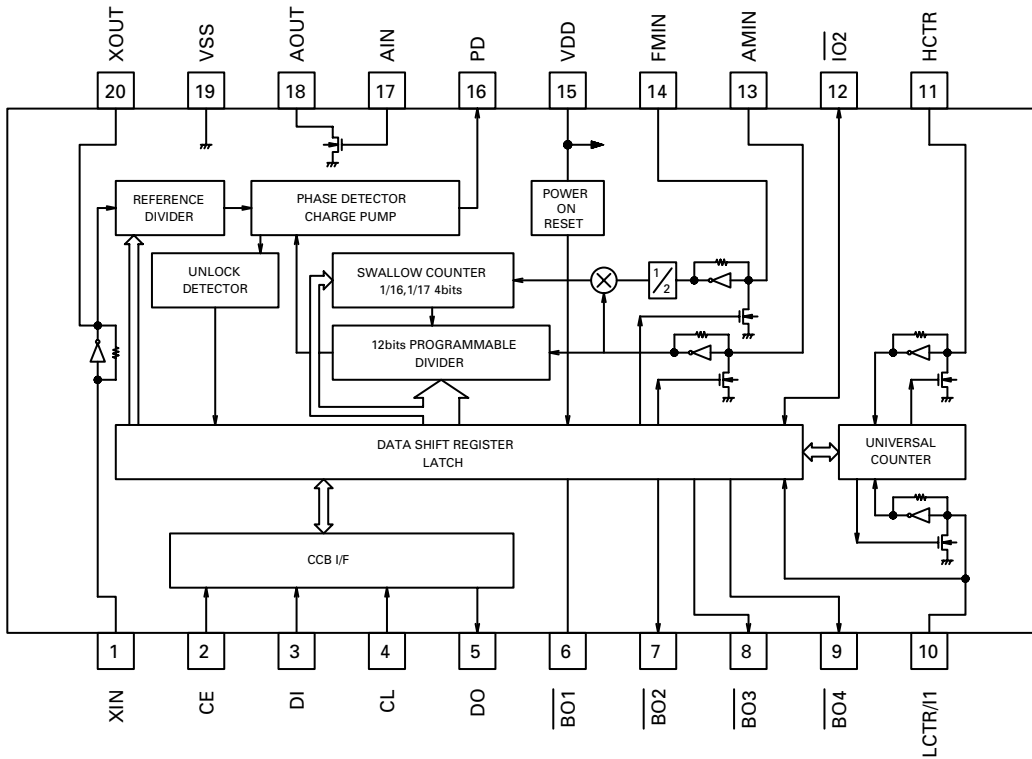 XOUT
VSS
AOUT
AIN
PD
VDD
FMIN
AMIN
IO2
HCTR
20
19
18
17
16
15
14
13
12
11
REFERENCE
DIVIDER
PHASE DETECTOR
CHARGE PUMP
POWER
ON
RESET
UNLOCK
DETECTOR
SWALLOW COUNTER
1/16,1/17 4bits
1/2
12bits PROGRAMMABLE
DIVIDER
DATA SHIFT REGISTER
LATCH
UNIVERSAL
COUNTER
CCB I/F
1
2
3
4
5
6
7
8
9
10
XIN
CE
DI
CL
DO
BO1
BO2
BO3
BO4
LCTR/I1